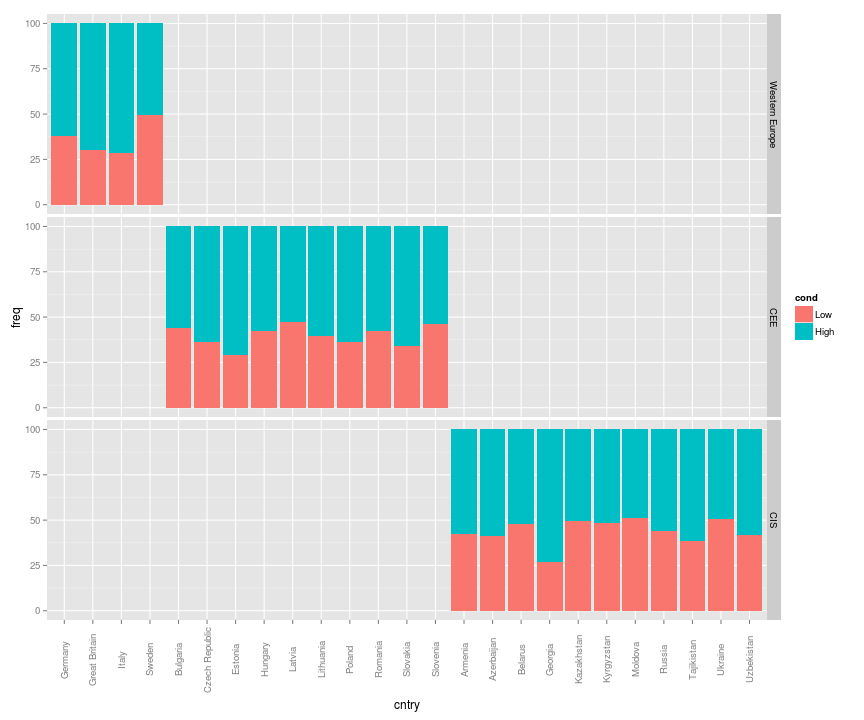 100
75
50
25
0
Western Europe
100
75
50
25
0
CEE
100
75
50
25
0
CIS
freq
cond
Low
High
Germany
Great Britain
Italy
Sweden
Bulgaria
Czech Republic
Estonia
Hungary
Latvia
Lithuania
Poland
Romania
Slovakia
Slovenia
Armenia
Azerbaijan
Belarus
Georgia
Kazakhstan
Kyrgyzstan
Moldova
Russia
Tajikistan
Ukraine
Uzbekistan
cntry